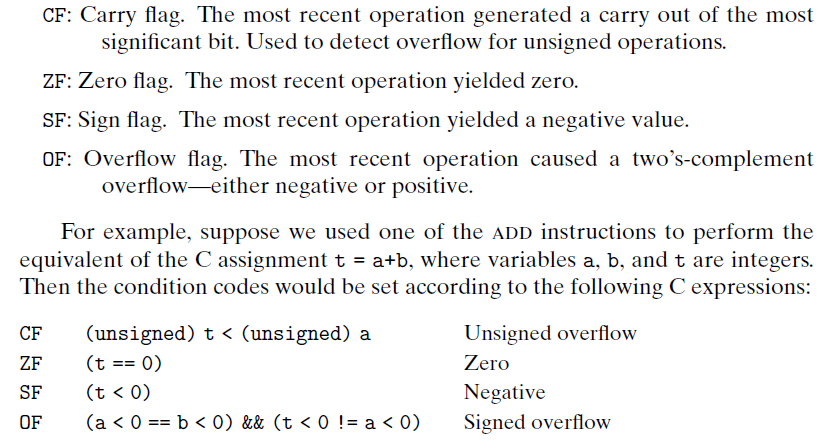 CF: Carry flag. The most recent operation generated a carry out of the most
significant bit. Used to detect overflow for unsigned operations.
ZF: Zero flag. The most recent operation yielded zero.
SF: Sign flag. The most recent operation yielded a negative value.
OF: Overflow flag. The most recent operation caused a two’s-complement
overflow—either negative or positive.
For example, suppose we used one of the ADD instructions to perform the
equivalent of the C assignment t = a+b, where variables a, b, and t are integers.
Then the condition codes would be set according to the following C expressions:
CF (unsigned) t < (unsigned) a Unsigned overflow
ZF (t == 0) Zero
SF (t < 0) Negative
OF (a < 0 == b < 0) && (t < 0 != a < 0) Signed overflow